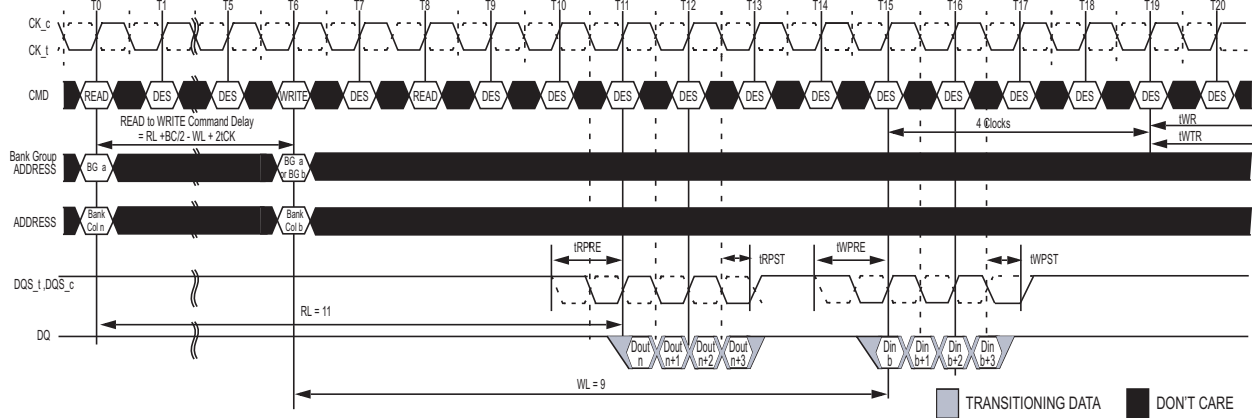 T0 T1 T5 T6 T7 T8 T9 T10 T11 T12 T13 T14 T15 T16 T17 T18 T19 T20
CK_c
CK_t
CMD READ DES DES WRITE DES READ DES DES DES DES DES DES DES DES DES DES DES DES
READ to WRITE Command Delay
= RL +BC/2 - WL + 2tCK
4 Clocks
tWR
tWTR
Bank Group
ADDRESS
BG a
BG a
or BG b
ADDRESS
Bank
Col n
Bank
Col b
tRPRE
tRPST
tWPRE
tWPST
DQS_t ,DQS_c
RL = 11
DQ
Dout
n
Dout
n+1
Dout
n+2
Dout
n+3
Din
b
Din
b+1
Din
b+2
Din
b+3
WL = 9
TRANSITIONING DATA
DON'T CARE